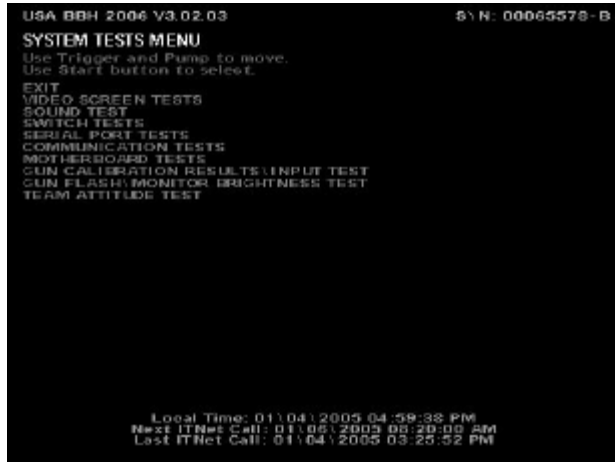 USA BBH 2006 V3.02.03
S\N: 00065578-B
SYSTEM TESTS MENU
Use Trigger and Pump to move.
Use Start button to select.
EXIT
VIDEO SCREEN TESTS
SOUND TEST
SWITCH TESTS
SERIAL PORT TESTS
COMMUNICATION TESTS
MOTHERBOARD TESTS
GUN CALIBRATION RESULTS\INPUT TEST
GUN FLASH\MONITOR BRIGHTNESS TEST
TEAM ATTITUDE TEST
Local Time: 01\04\2005 04:59:38 PM
Next ITNet Call: 01\05\2005 08:20:00 AM
Last ITNet Call: 01\04\2005 03:25:52 PM